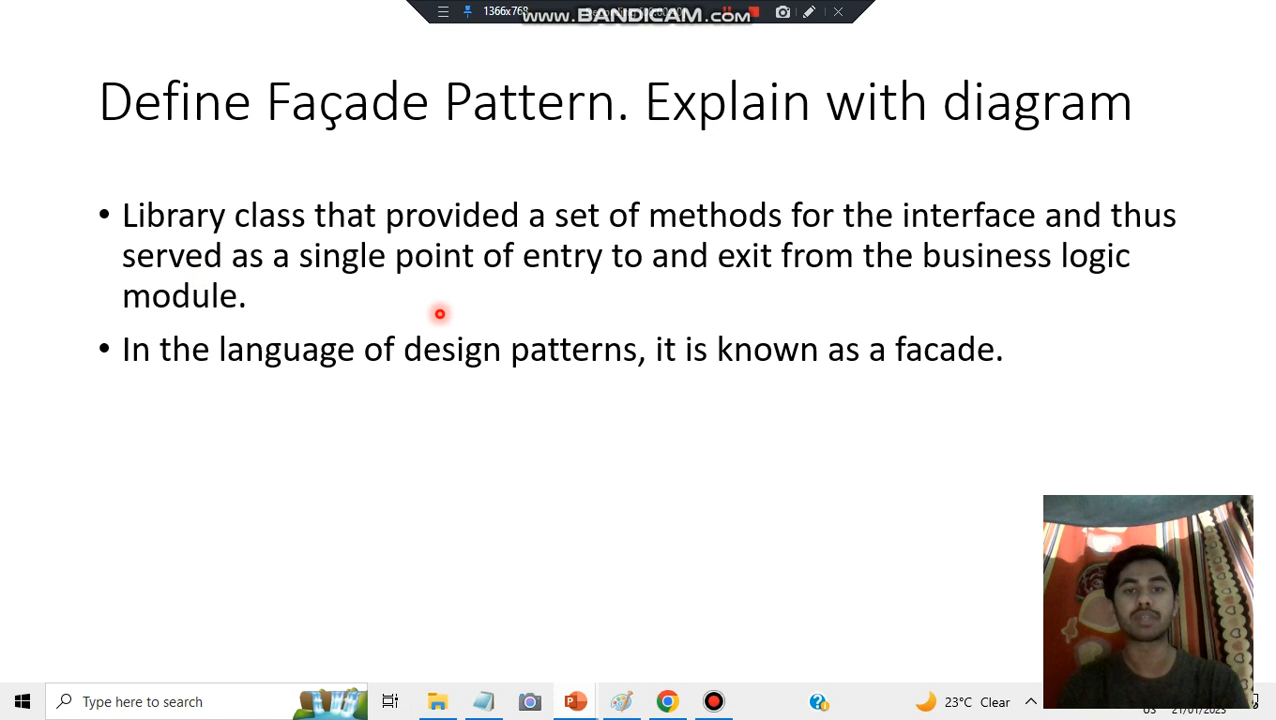 1366x768
www.BANDICAM.com
Define Façade Pattern. Explain with diagram
• Library class that provided a set of methods for the interface and thus
served as a single point of entry to and exit from the business logic
module.
• In the language of design patterns, it is known as a facade.
Type here to search
23°C Clear
US
21/01/2023